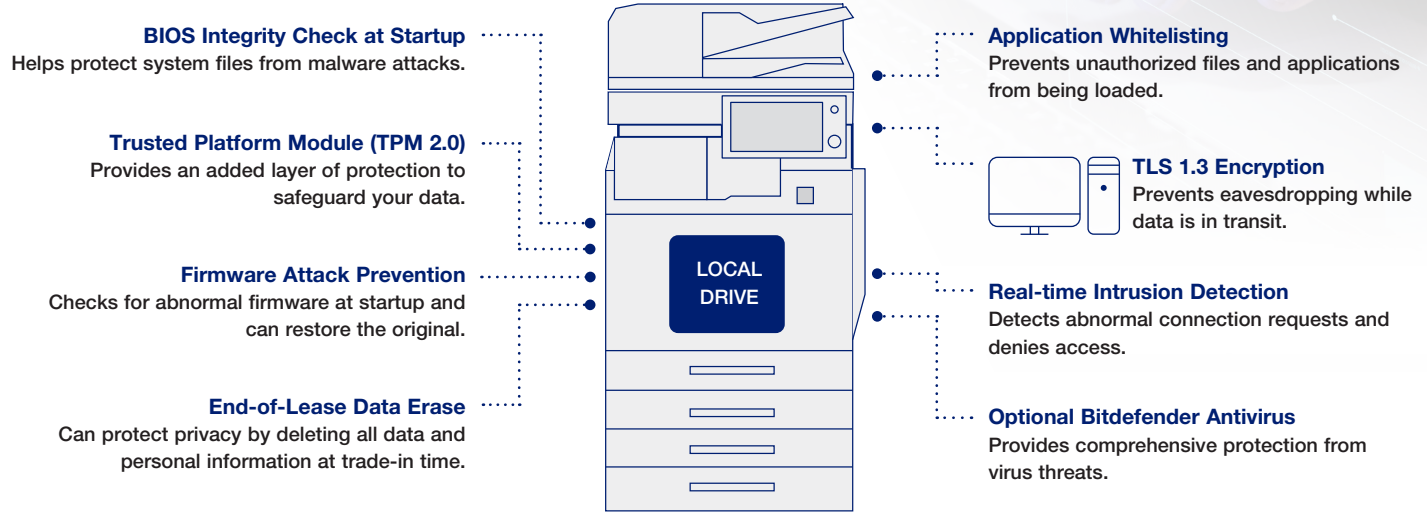 BIOS Integrity Check at Startup
Helps protect system files from malware attacks.
Trusted Platform Module (TPM 2.0)
Provides an added layer of protection to
safeguard your data.
Firmware Attack Prevention
Checks for abnormal firmware at startup and
can restore the original.
End-of-Lease Data Erase
Can protect privacy by deleting all data and
personal information at trade-in time.
LOCAL
DRIVE
Application Whitelisting
Prevents unauthorized files and applications
from being loaded.
TLS 1.3 Encryption
Prevents eavesdropping while
data is in transit.
Real-time Intrusion Detection
Detects abnormal connection requests and
denies access.
Optional Bitdefender Antivirus
Provides comprehensive protection from
virus threats.